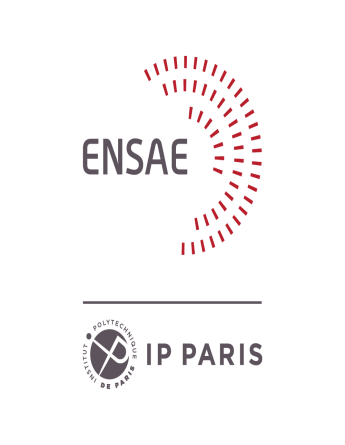 ENSAE
INSTITUT POLYTECHNIQUE DE PARIS
IP PARIS